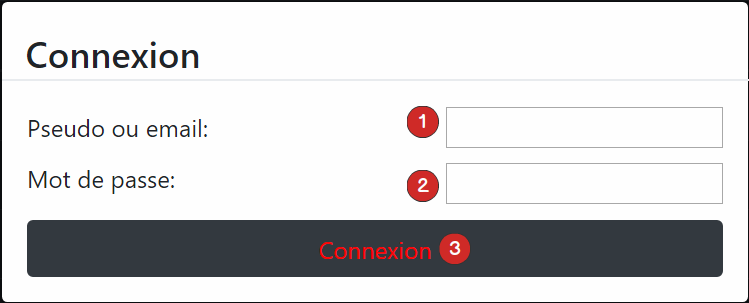 Connexion
Pseudo ou email: 1
Mot de passe: 2
Connexion 3